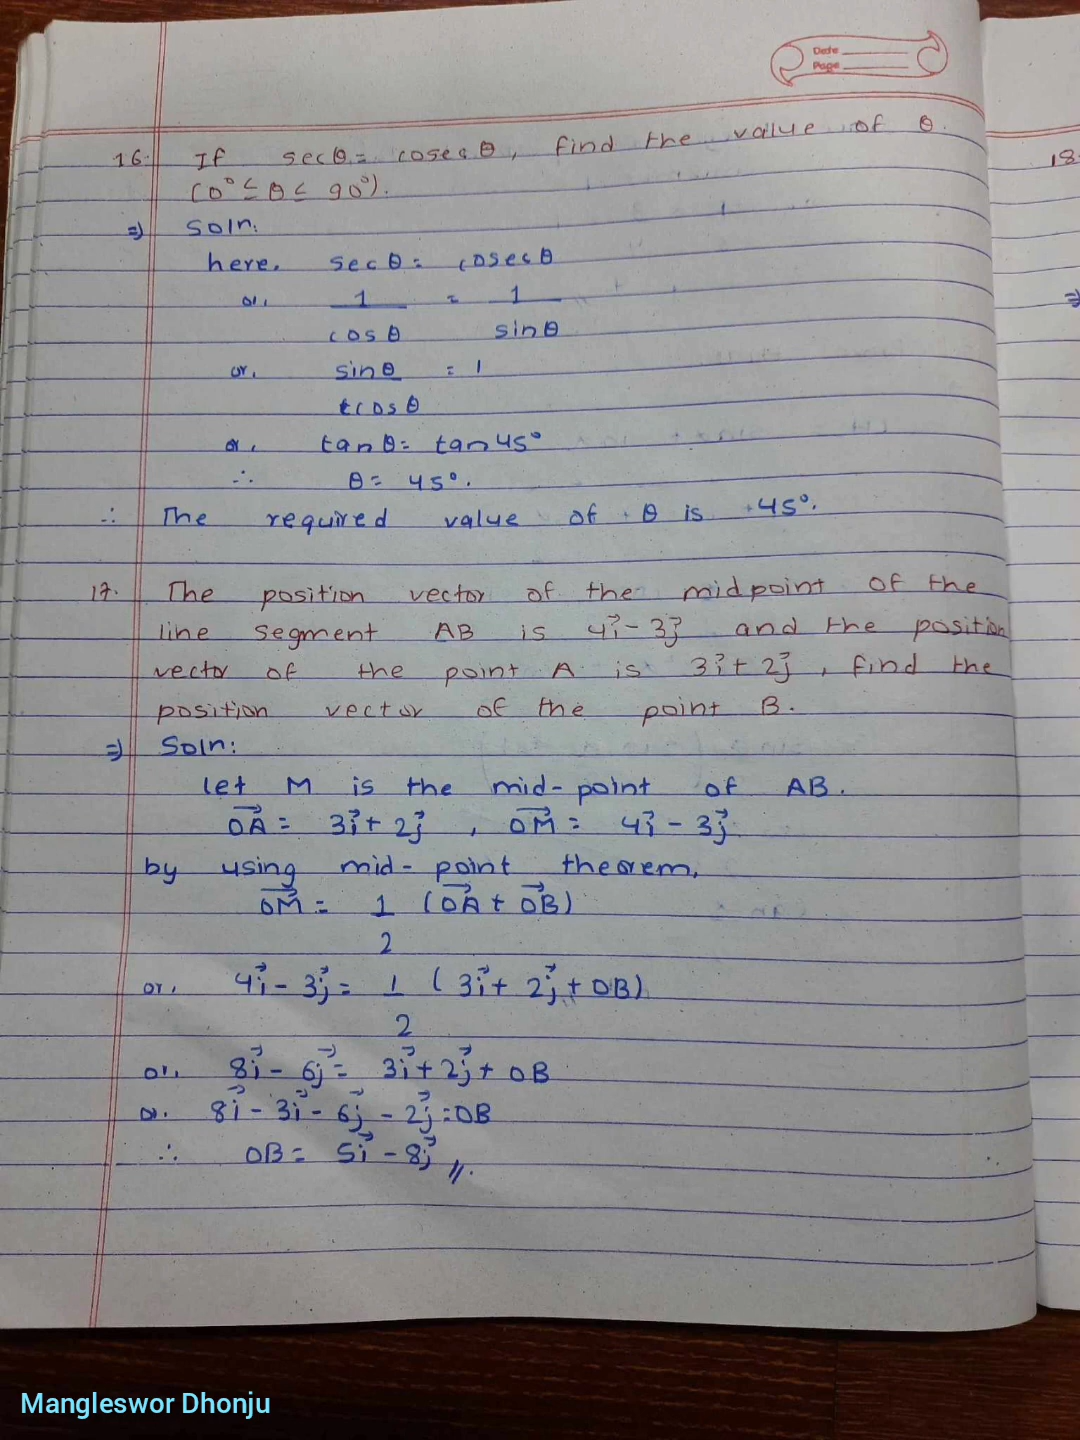 Date
Page
16. If secθ = cosecθ, find the value of θ.
(0° ≤ θ ≤ 90°).
⇒ Soln:
here, secθ = cosecθ
or, 1 = 1
cosθ sinθ
or, sinθ = 1
cosθ
or, tanθ = tan45°
∴ θ = 45°.
∴ The required value of θ is 45°.
17. The position vector of the midpoint of the
line segment AB is 4i⃗ - 3j⃗ and the position
vector of the point A is 3i⃗ + 2j⃗, find the
position vector of the point B.
⇒ Soln:
let M is the mid-point of AB.
OA⃗ = 3i⃗ + 2j⃗, OM⃗ = 4i⃗ - 3j⃗
by using mid-point theorem,
OM⃗ = 1 (OA⃗ + OB⃗)
2
or, 4i⃗ - 3j⃗ = 1 (3i⃗ + 2j⃗ + OB)
2
or, 8i⃗ - 6j⃗ = 3i⃗ + 2j⃗ + OB
or. 8i⃗ - 3i⃗ - 6j⃗ - 2j⃗ = OB
∴ OB = 5i⃗ - 8j⃗ //.
18.
⇒
Mangleswor Dhonju